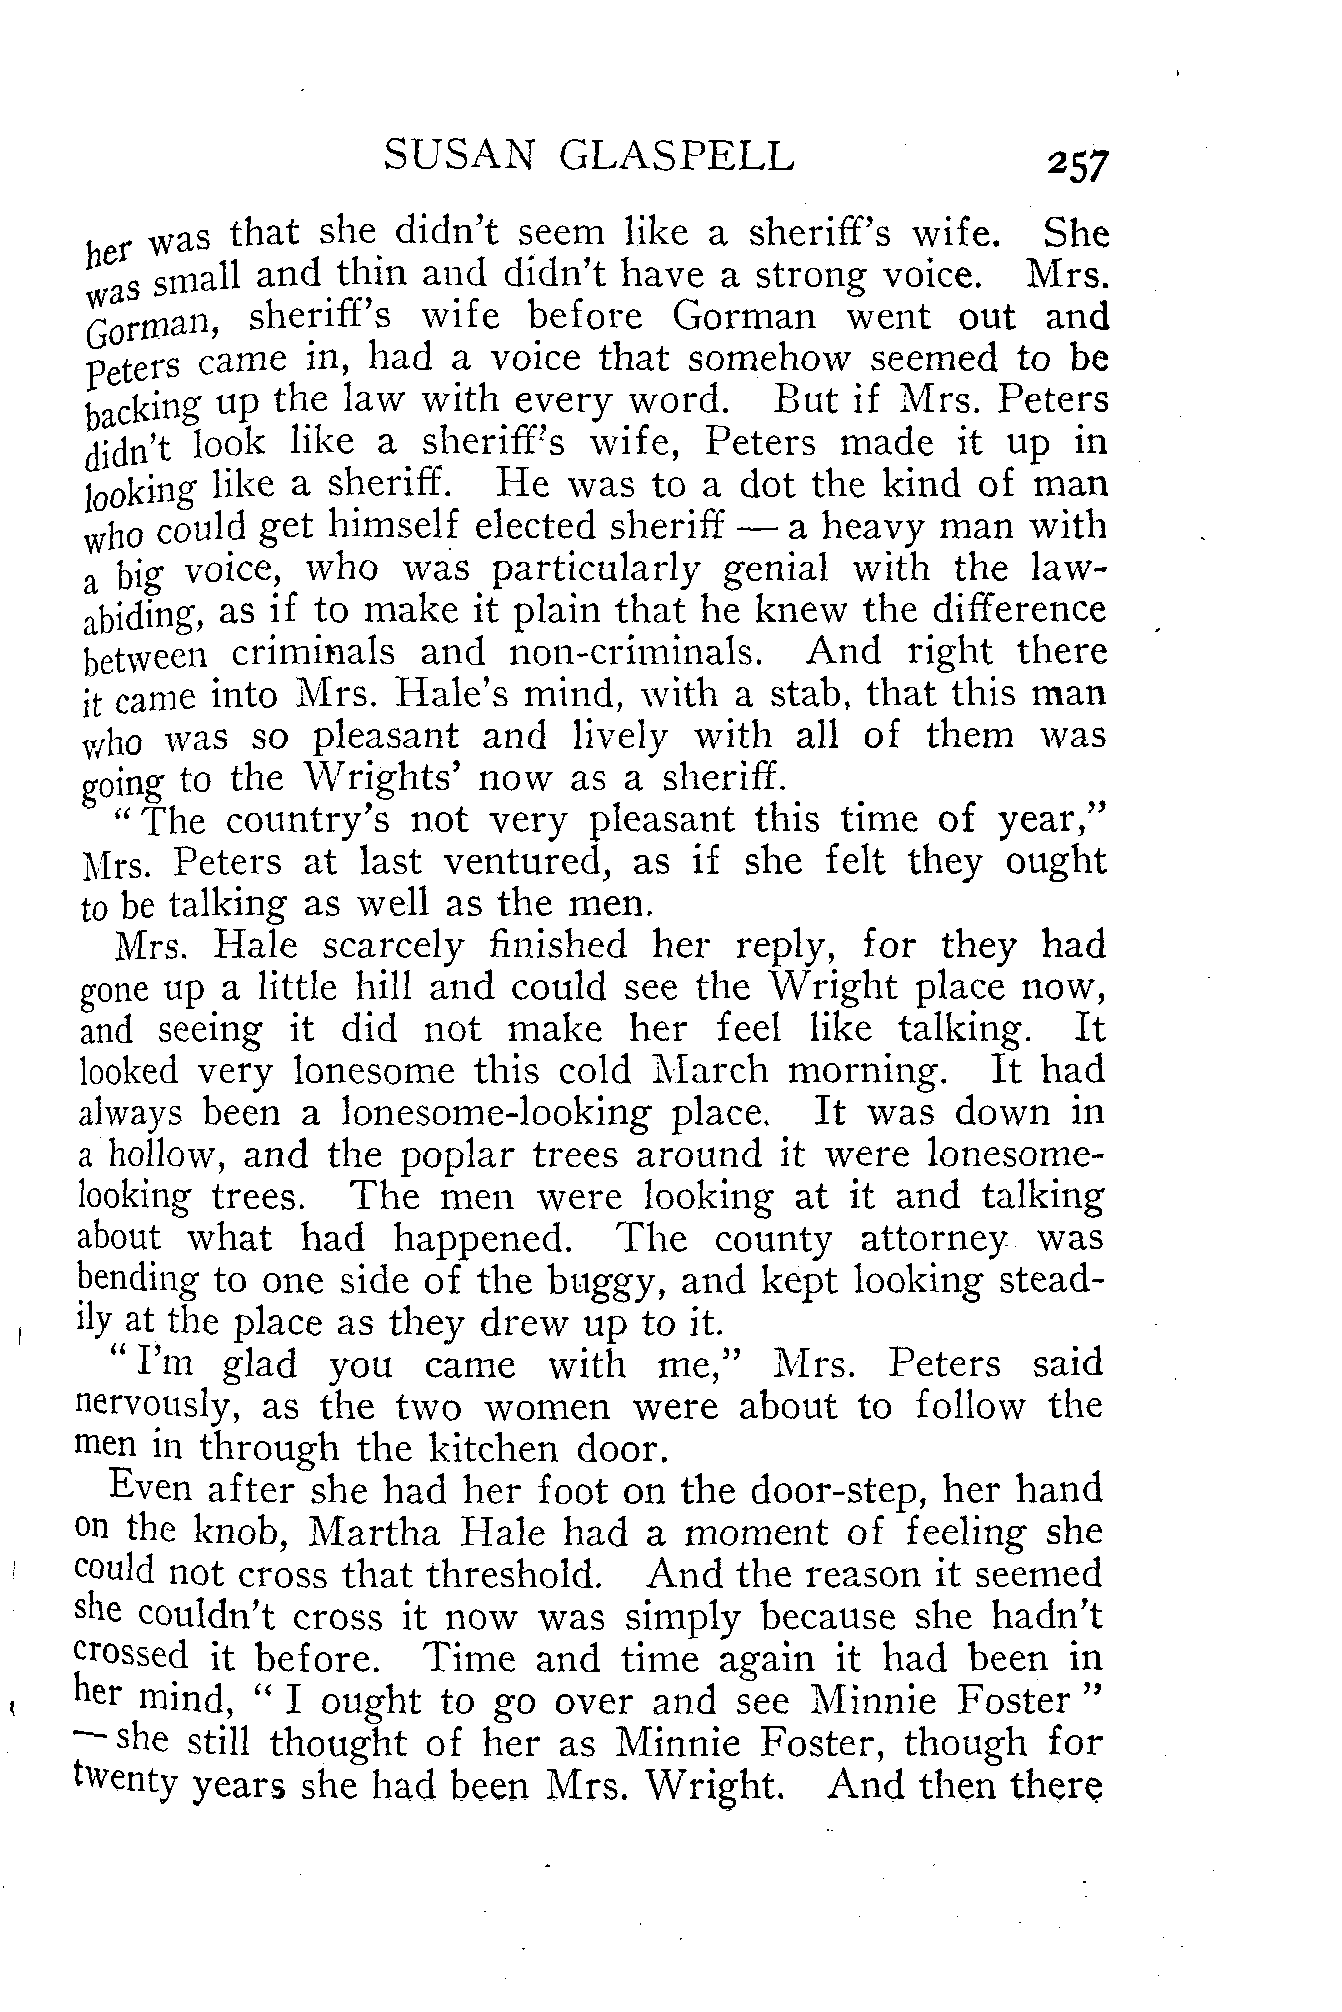 SUSAN GLASPELL 257
her was that she didn't seem like a sheriff's wife. She
was small and thin and didn't have a strong voice. Mrs.
Gorman, sheriff's wife before Gorman went out and
Peters came in, had a voice that somehow seemed to be
backing up the law with every word. But if Mrs. Peters
didn't look like a sheriff's wife, Peters made it up in
looking like a sheriff. He was to a dot the kind of man
who could get himself elected sheriff — a heavy man with
a big voice, who was particularly genial with the law-
abiding, as if to make it plain that he knew the difference
between criminals and non-criminals. And right there
it came into Mrs. Hale's mind, with a stab, that this man
who was so pleasant and lively with all of them was
going to the Wrights' now as a sheriff.
"The country's not very pleasant this time of year,"
Mrs. Peters at last ventured, as if she felt they ought
to be talking as well as the men.
Mrs. Hale scarcely finished her reply, for they had
gone up a little hill and could see the Wright place now,
and seeing it did not make her feel like talking. It
looked very lonesome this cold March morning. It had
always been a lonesome-looking place. It was down in
a hollow, and the poplar trees around it were lonesome-
looking trees. The men were looking at it and talking
about what had happened. The county attorney was
bending to one side of the buggy, and kept looking stead-
ily at the place as they drew up to it.
"I'm glad you came with me," Mrs. Peters said
nervously, as the two women were about to follow the
men in through the kitchen door.
Even after she had her foot on the door-step, her hand
on the knob, Martha Hale had a moment of feeling she
could not cross that threshold. And the reason it seemed
she couldn't cross it now was simply because she hadn't
crossed it before. Time and time again it had been in
her mind, "I ought to go over and see Minnie Foster"
— she still thought of her as Minnie Foster, though for
twenty years she had been Mrs. Wright. And then there